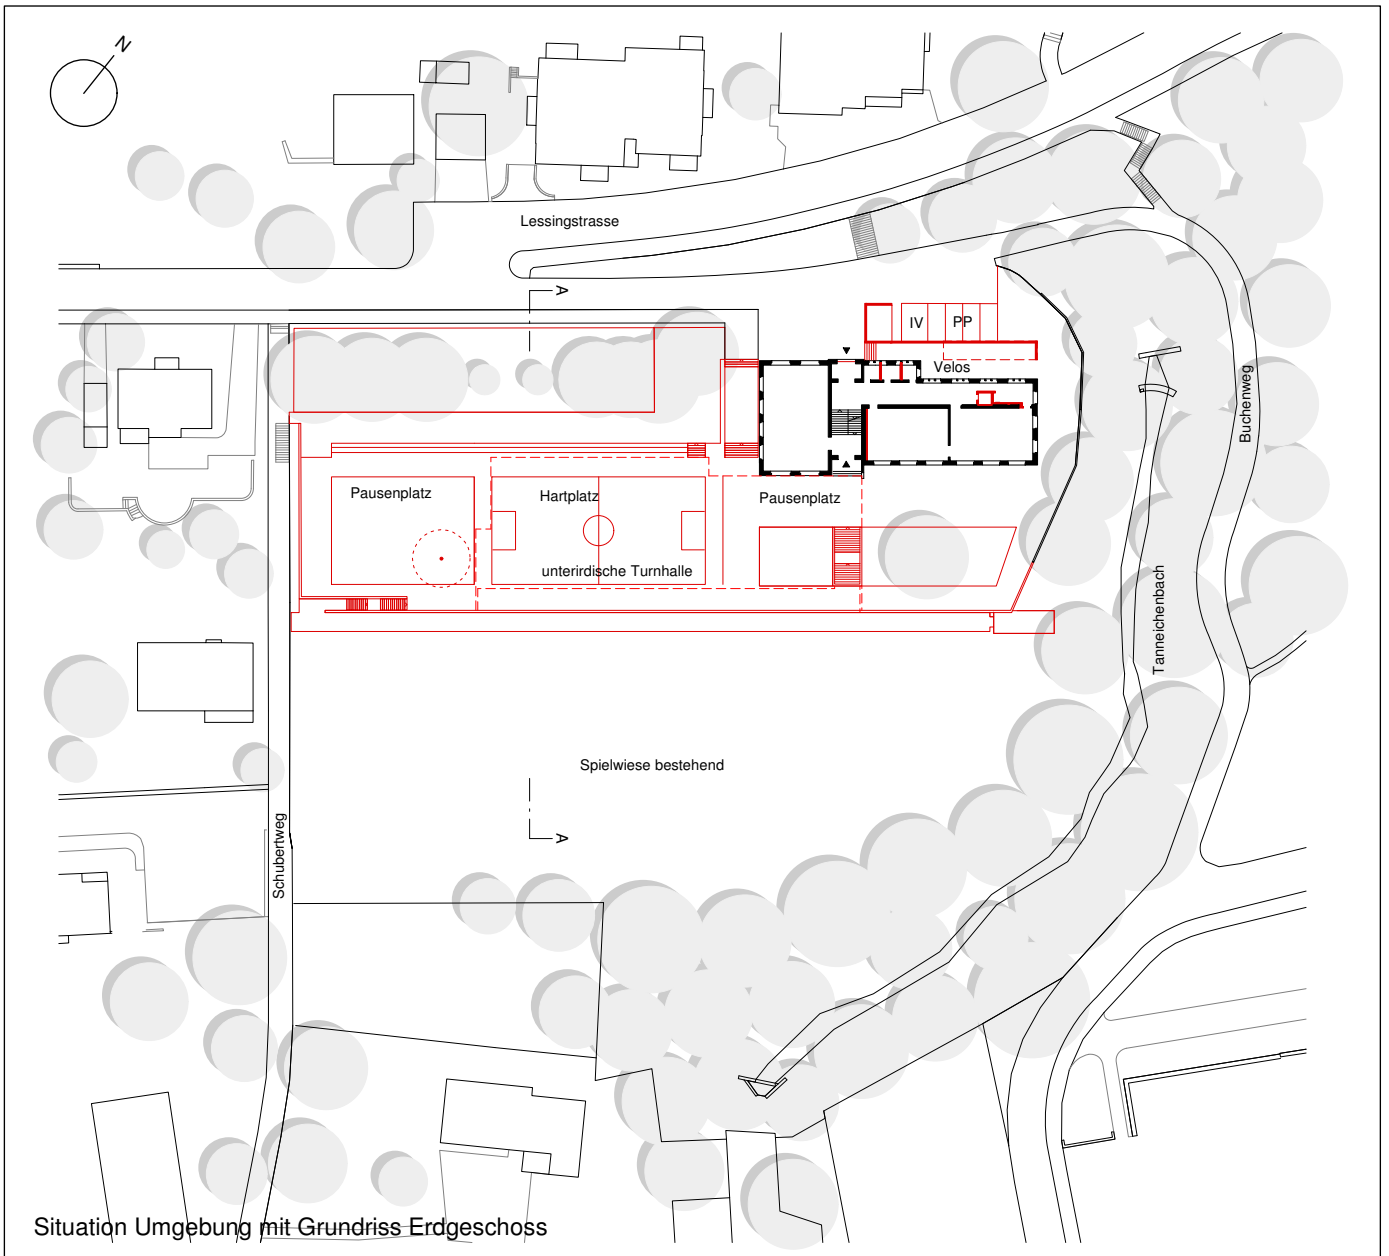 N
Lessingstrasse
A
IV
PP
Velos
Buchenweg
Pausenplatz
Hartplatz
Pausenplatz
unterirdische Turnhalle
Tanneichenbach
Spielwiese bestehend
A
Schubertweg
Situation Umgebung mit Grundriss Erdgeschoss